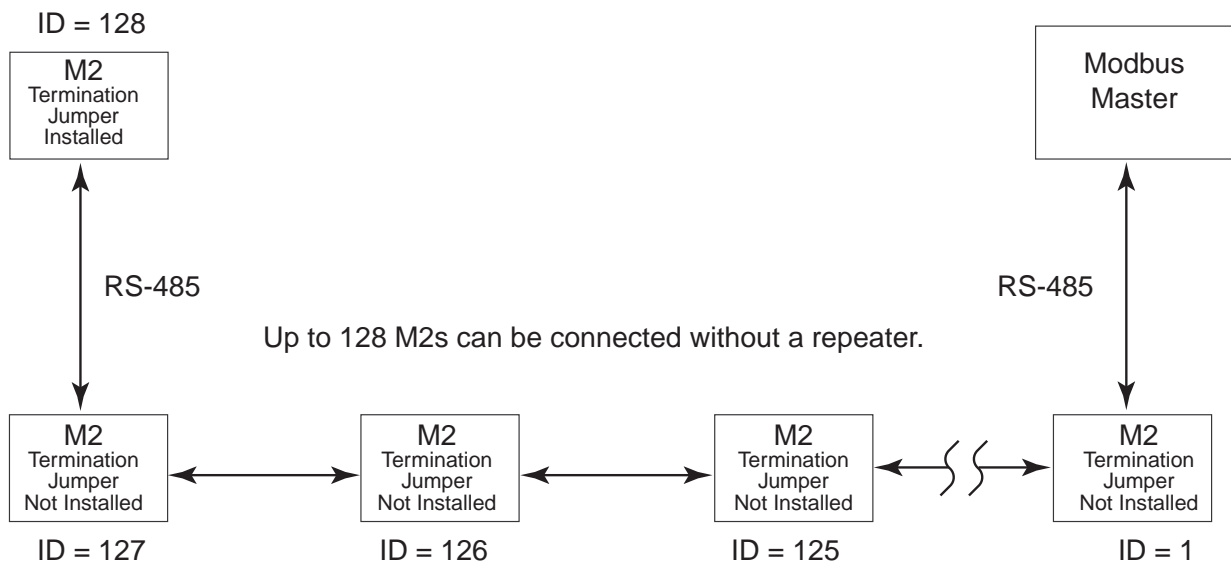 ID = 128
M2
Termination
Jumper
Installed
Modbus
Master
RS-485
RS-485
Up to 128 M2s can be connected without a repeater.
M2
Termination
Jumper
Not Installed
M2
Termination
Jumper
Not Installed
M2
Termination
Jumper
Not Installed
M2
Termination
Jumper
Not Installed
ID = 127
ID = 126
ID = 125
ID = 1